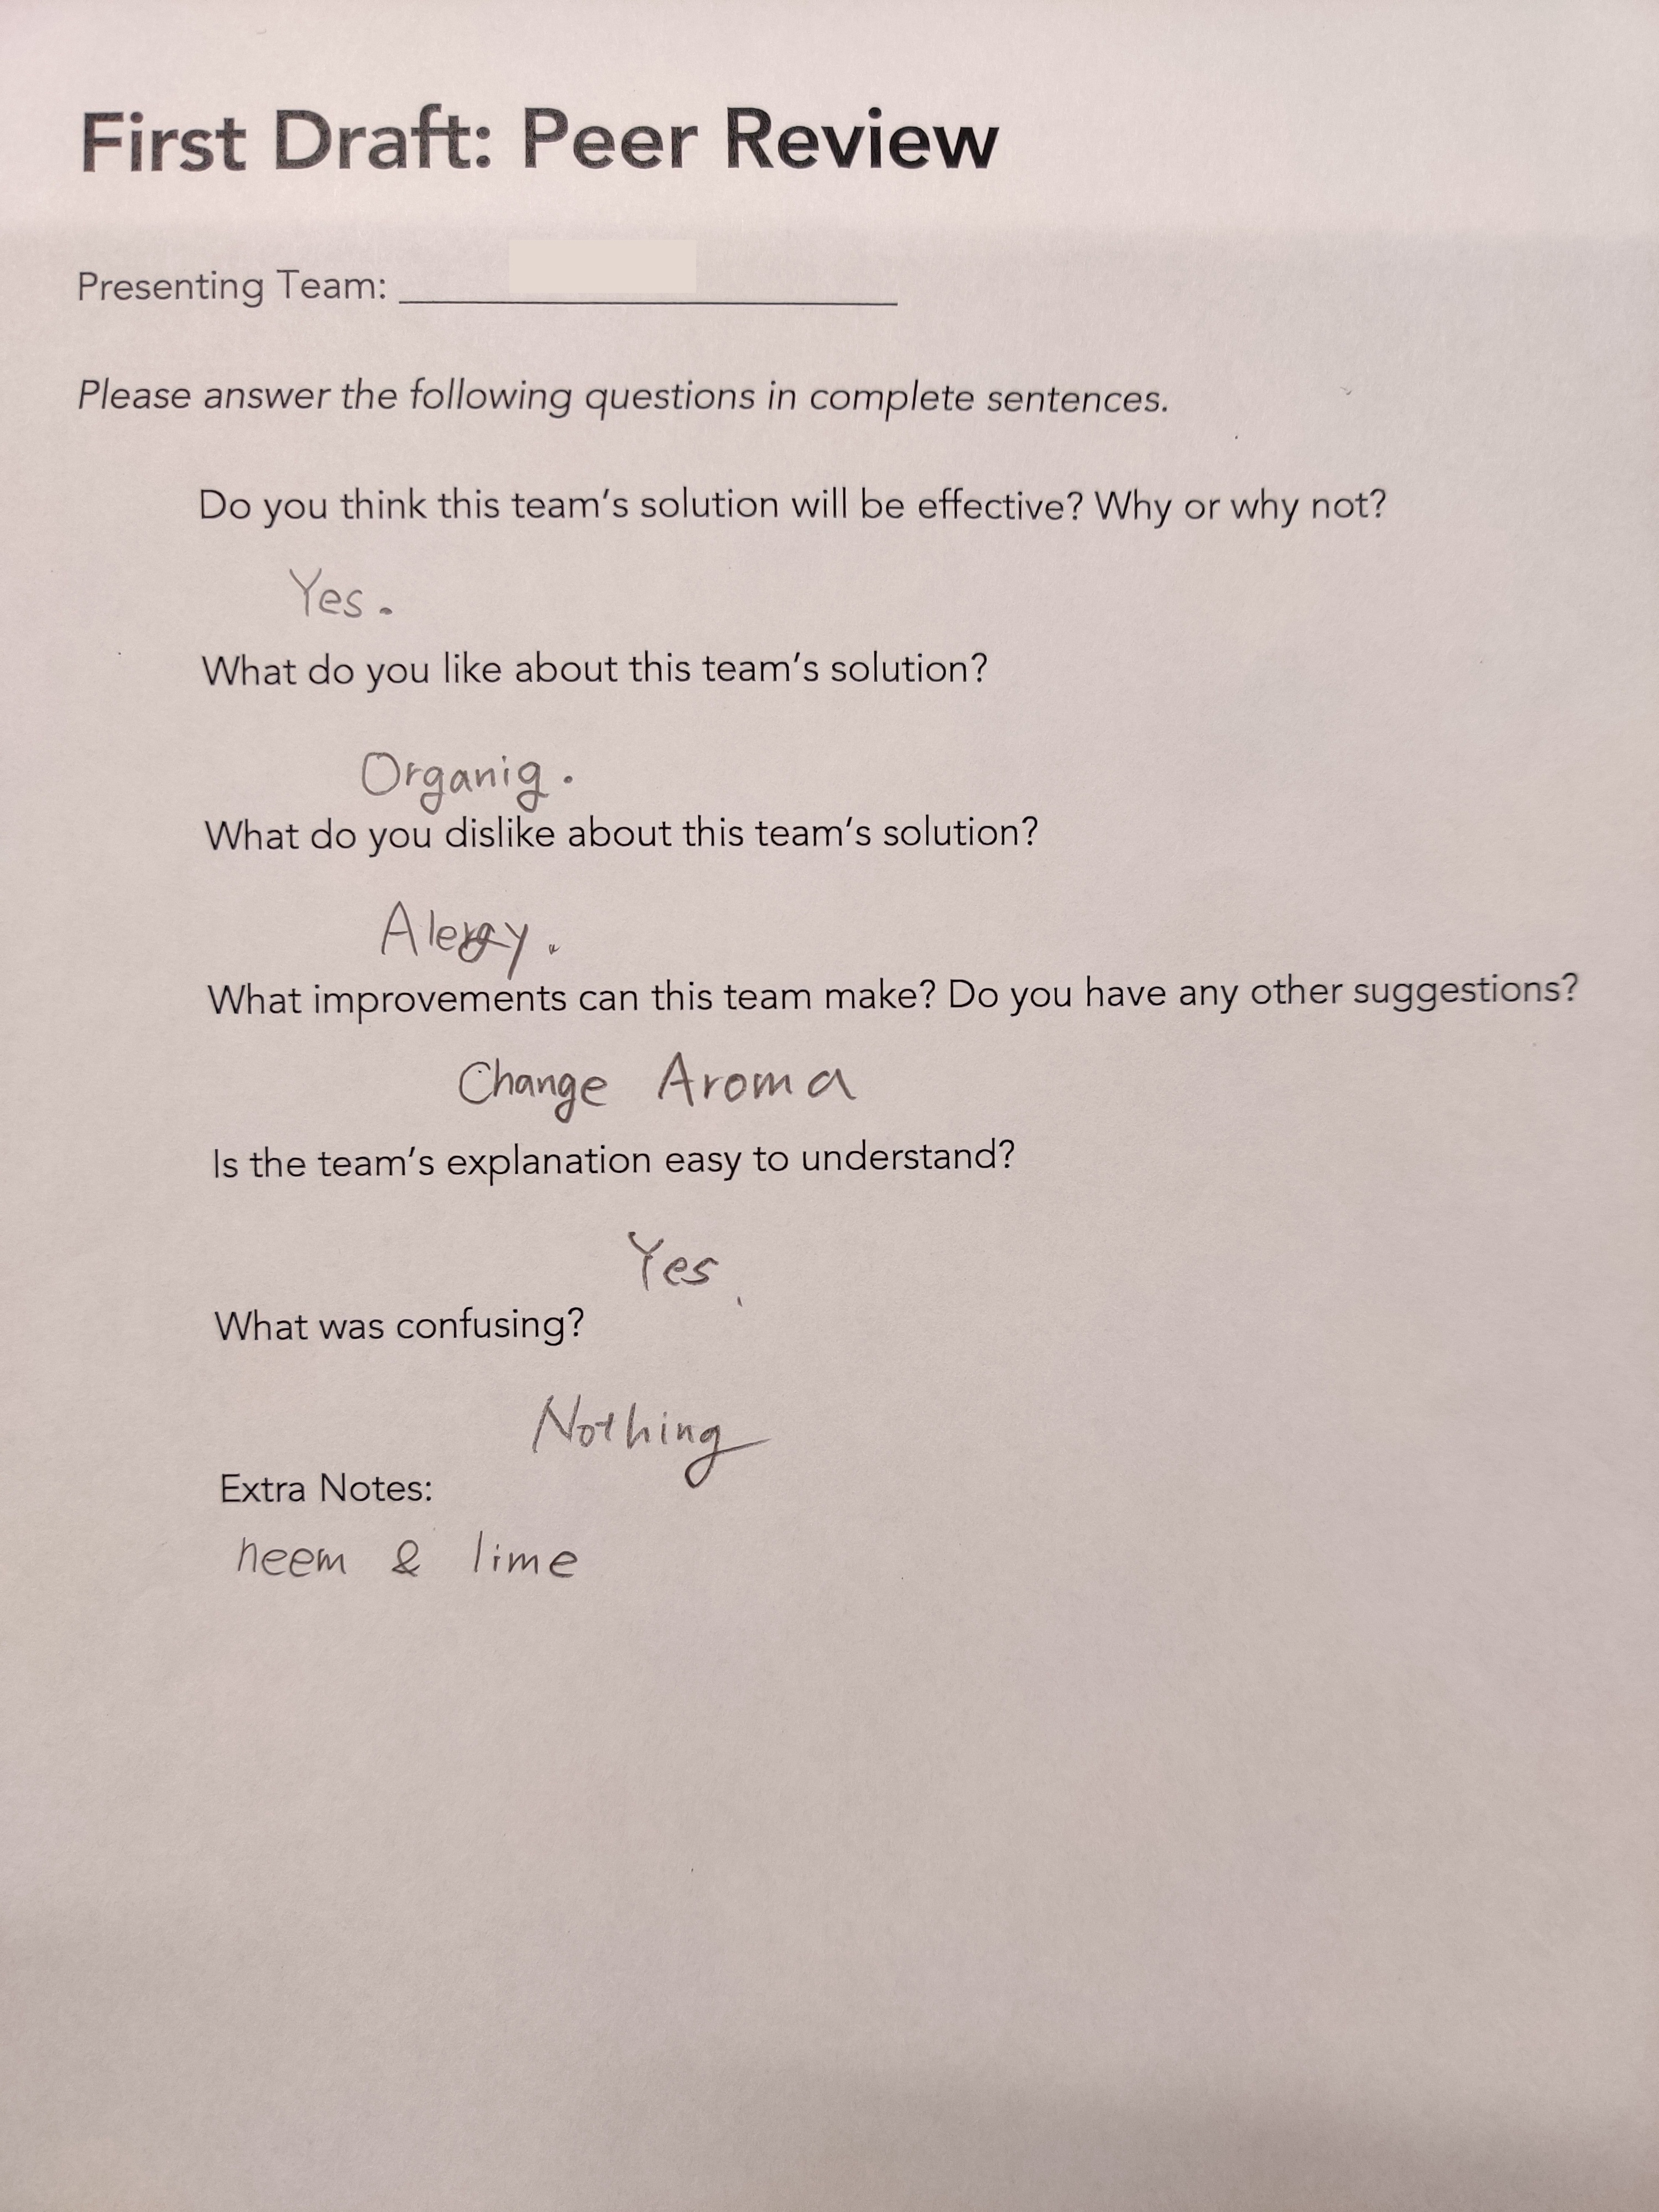 First Draft: Peer Review
Presenting Team:
Please answer the following questions in complete sentences.
Do you think this team's solution will be effective? Why or why not?
Yes.
What do you like about this team's solution?
Organig.
What do you dislike about this team's solution?
Alergy.
What improvements can this team make? Do you have any other suggestions?
Change Aroma
Is the team's explanation easy to understand?
Yes.
What was confusing?
Nothing
Extra Notes:
neem & lime